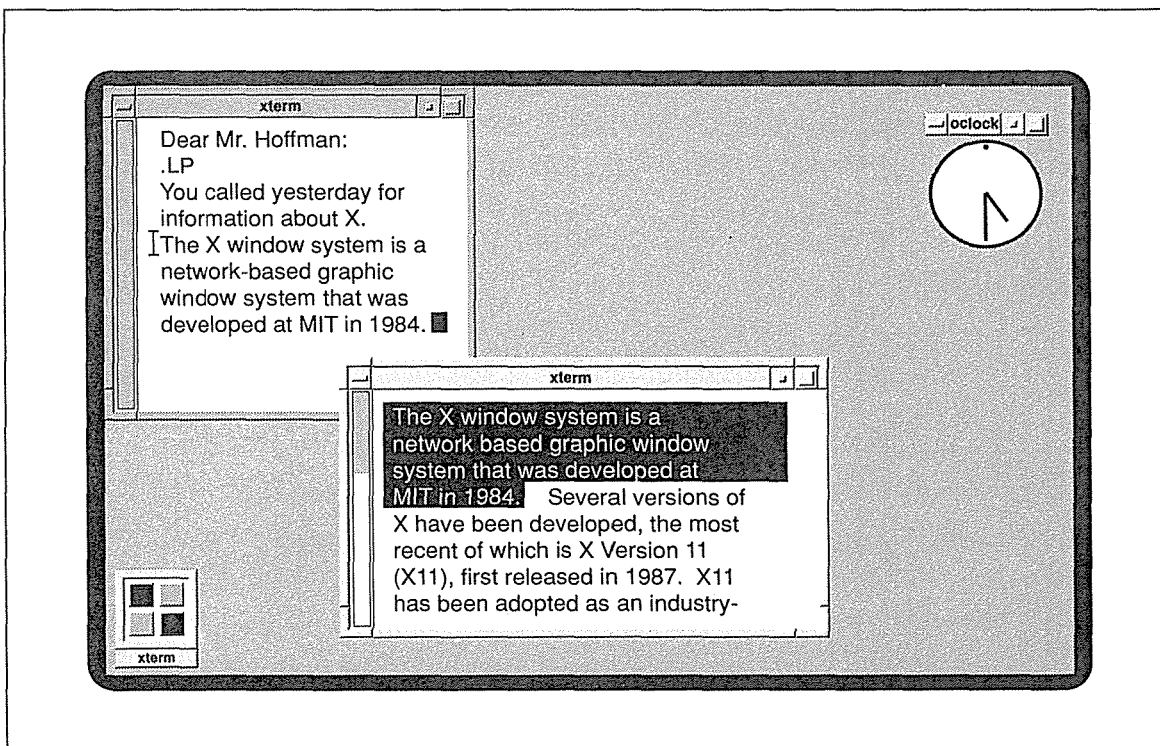 xterm
Dear Mr. Hoffman:
.LP
You called yesterday for
information about X.
The X window system is a
network-based graphic
window system that was
developed at MIT in 1984.
oclock
xterm
The X window system is a
network based graphic window
system that was developed at
MIT in 1984. Several versions of
X have been developed, the most
recent of which is X Version 11
(X11), first released in 1987. X11
has been adopted as an industry-
xterm